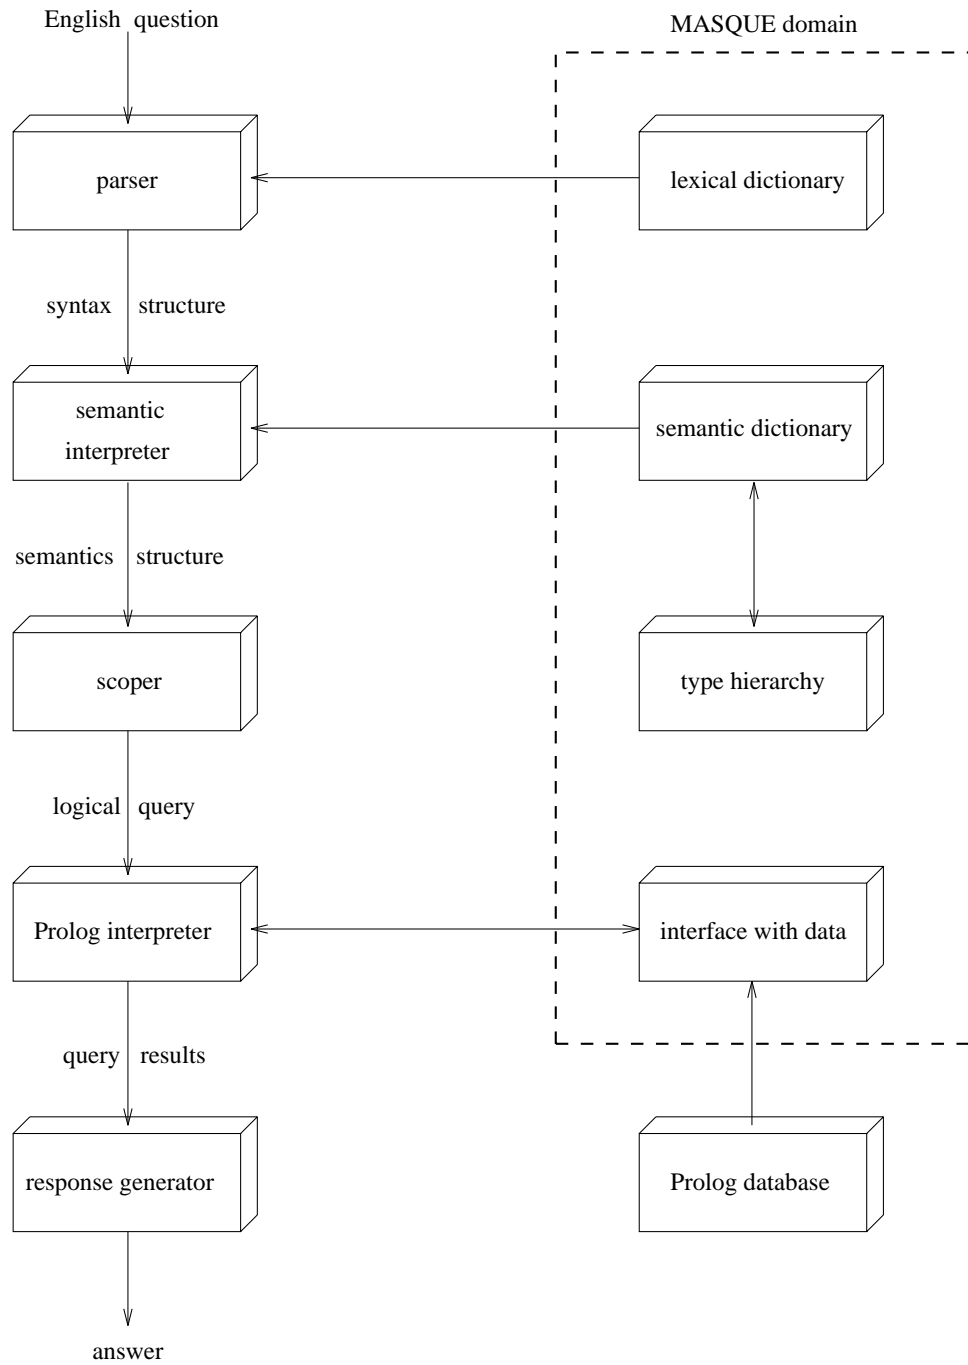 English question
MASQUE domain
parser
lexical dictionary
syntax structure
semantic
interpreter
semantic dictionary
semantics structure
scoper
type hierarchy
logical query
Prolog interpreter
interface with data
query results
response generator
Prolog database
answer